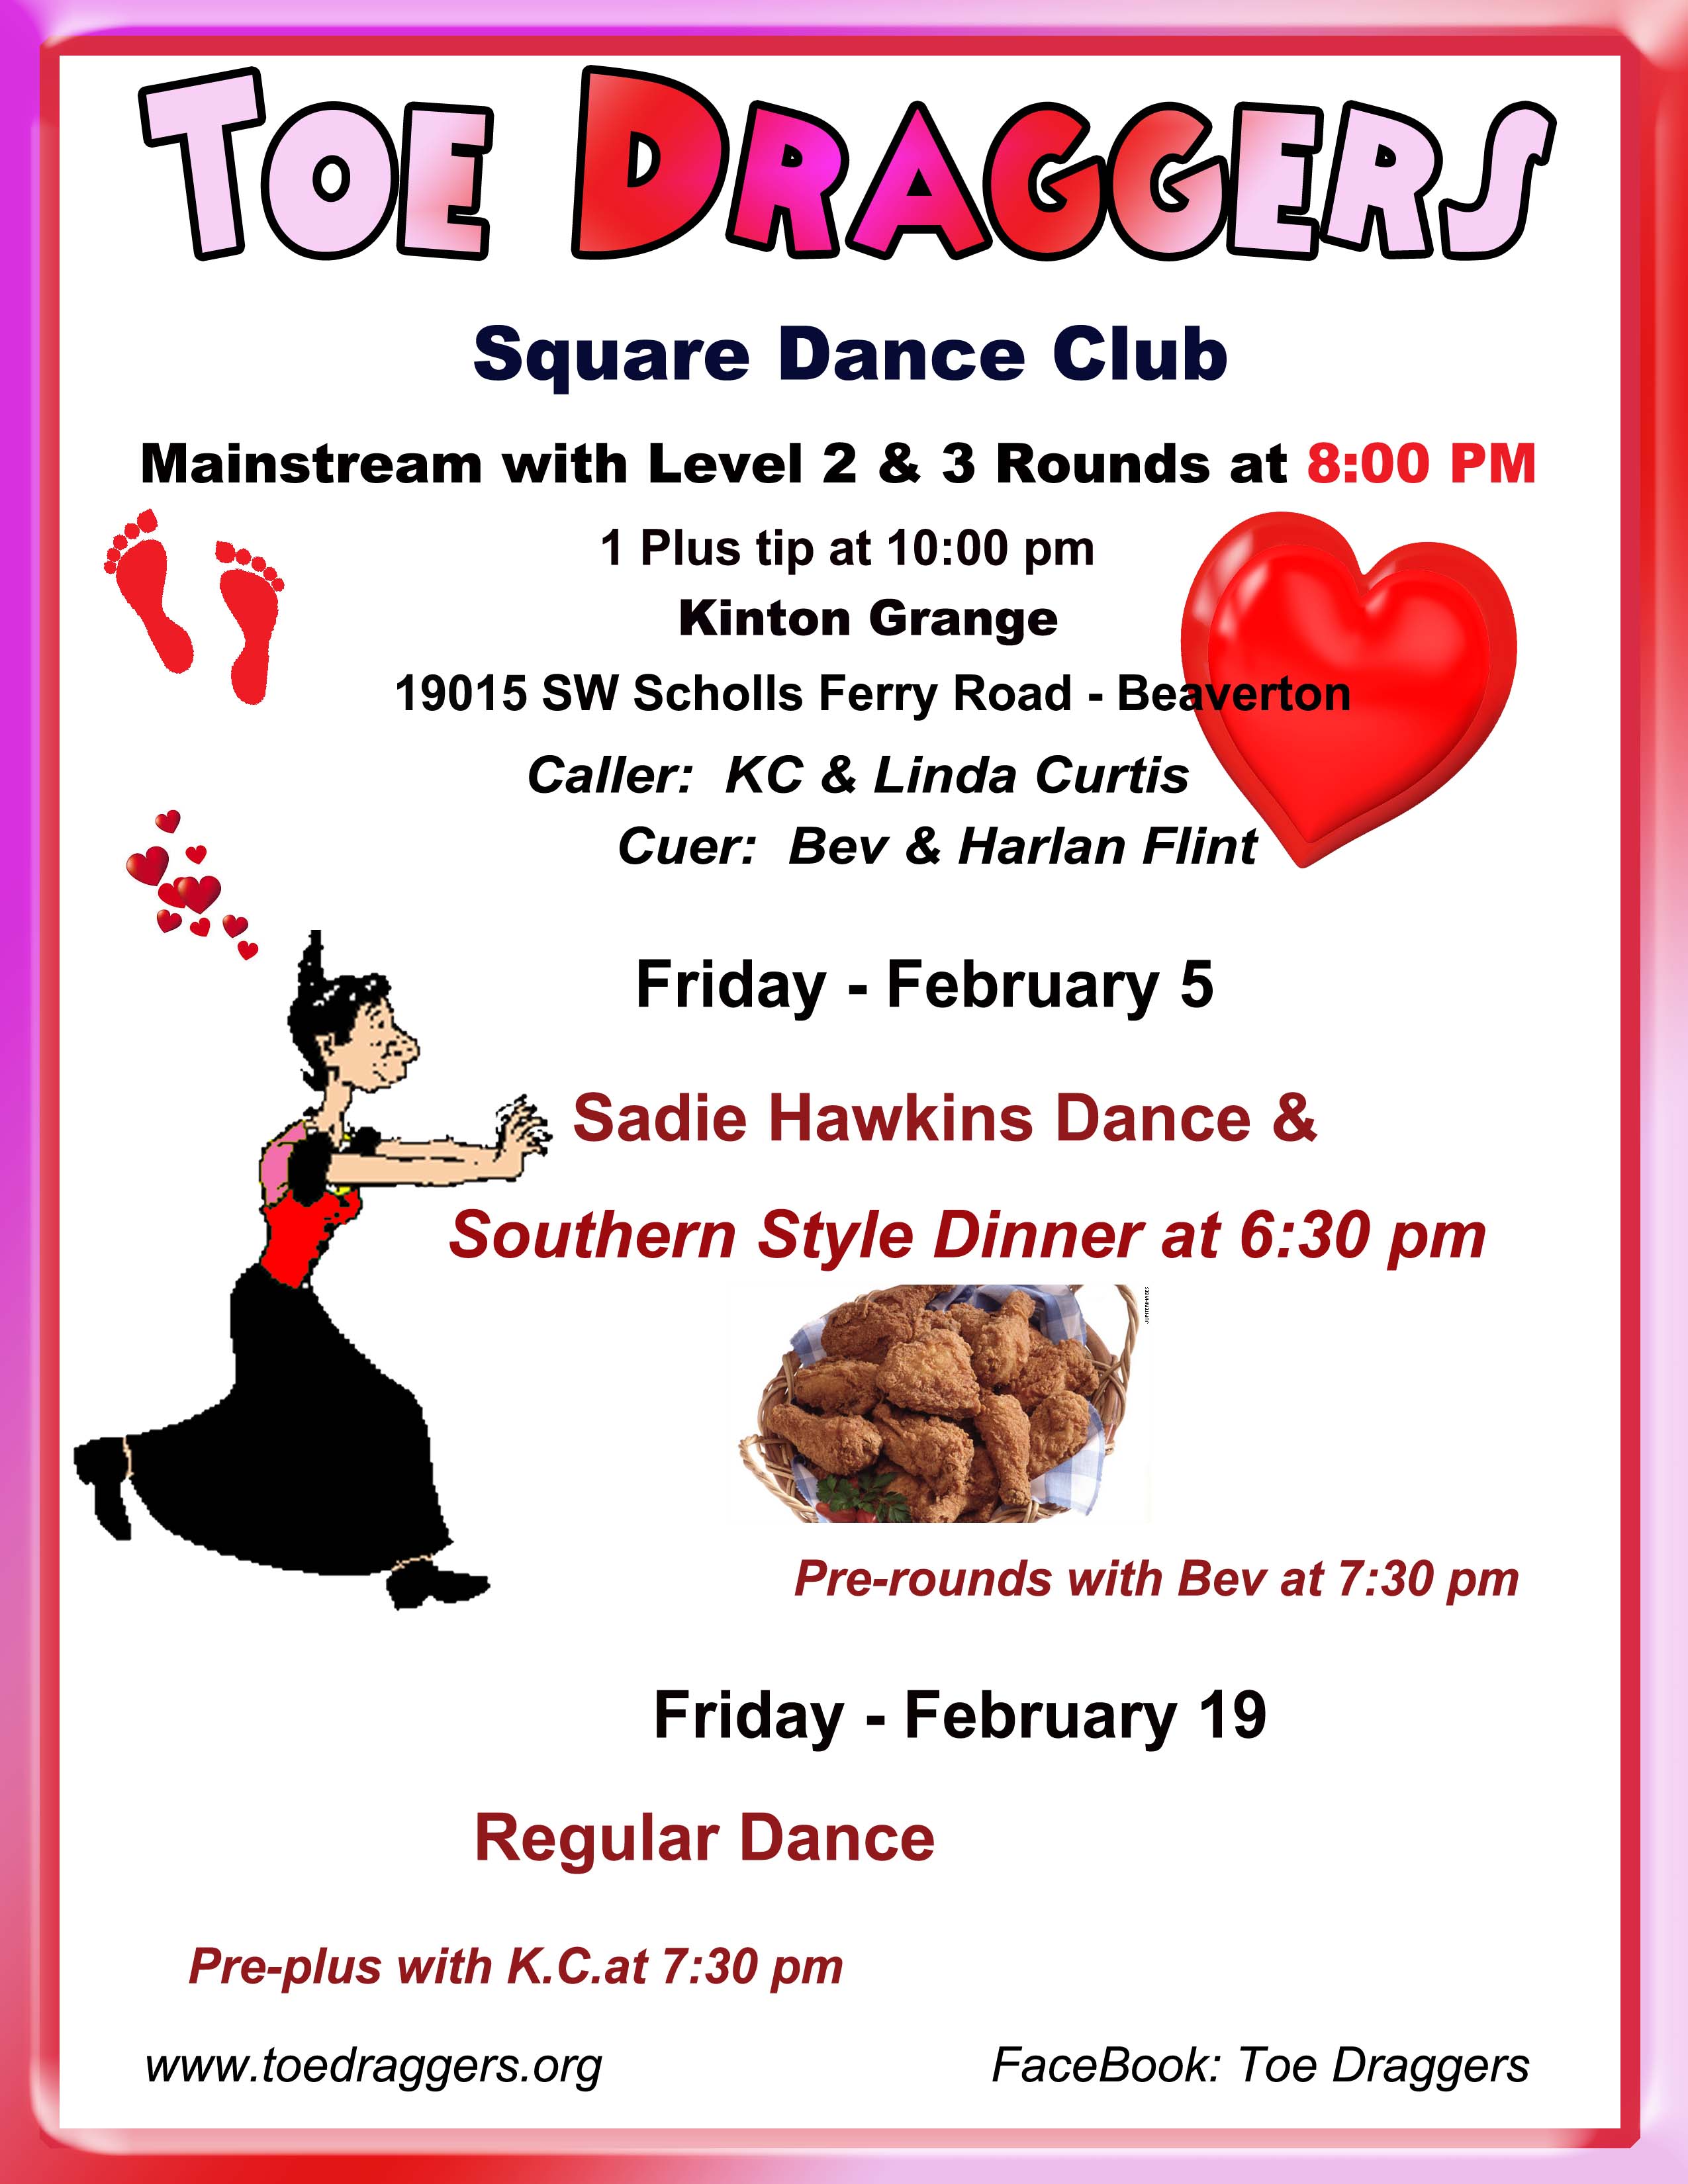 Toe Draggers
Square Dance Club
Mainstream with Level 2 & 3 Rounds at 8:00 PM
1 Plus tip at 10:00 pm
Kinton Grange
19015 SW Scholls Ferry Road - Beaverton
Caller: KC & Linda Curtis
Cuer: Bev & Harlan Flint
Friday - February 5
Sadie Hawkins Dance &
Southern Style Dinner at 6:30 pm
JUPITERIMAGES
Pre-rounds with Bev at 7:30 pm
Friday - February 19
Regular Dance
Pre-plus with K.C.at 7:30 pm
www.toedraggers.org
FaceBook: Toe Draggers